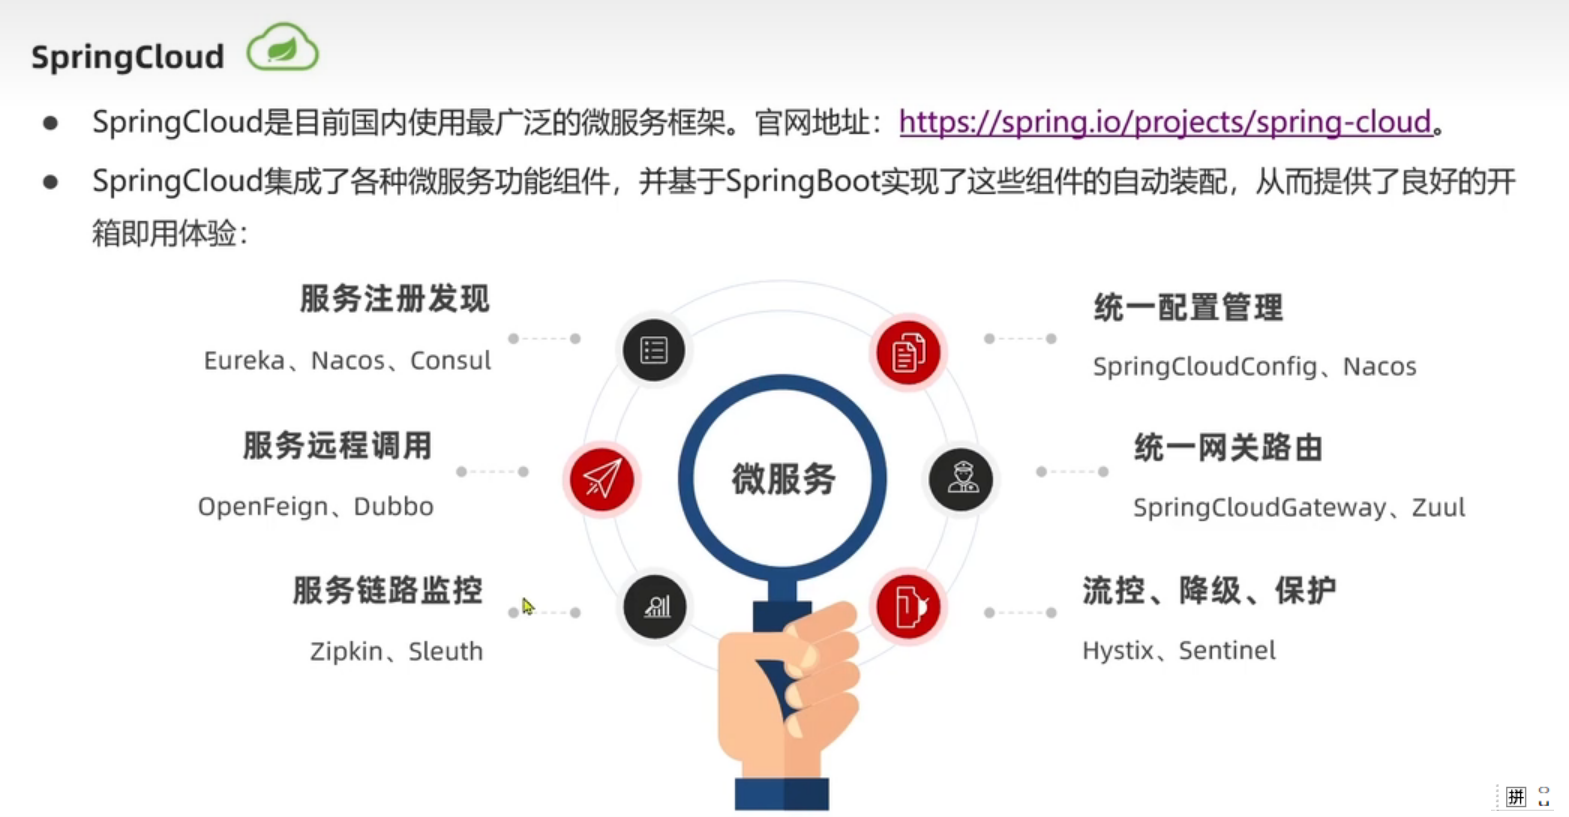 SpringCloud
● SpringCloud是目前国内使用最广泛的微服务框架。官网地址：https://spring.io/projects/spring-cloud。
● SpringCloud集成了各种微服务功能组件，并基于SpringBoot实现了这些组件的自动装配，从而提供了良好的开
箱即用体验：
服务注册发现
Eureka、Nacos、Consul
服务远程调用
OpenFeign、Dubbo
服务链路监控
Zipkin、Sleuth
微服务
统一配置管理
SpringCloudConfig、Nacos
统一网关路由
SpringCloudGateway、Zuul
流控、降级、保护
Hystix、Sentinel
拼